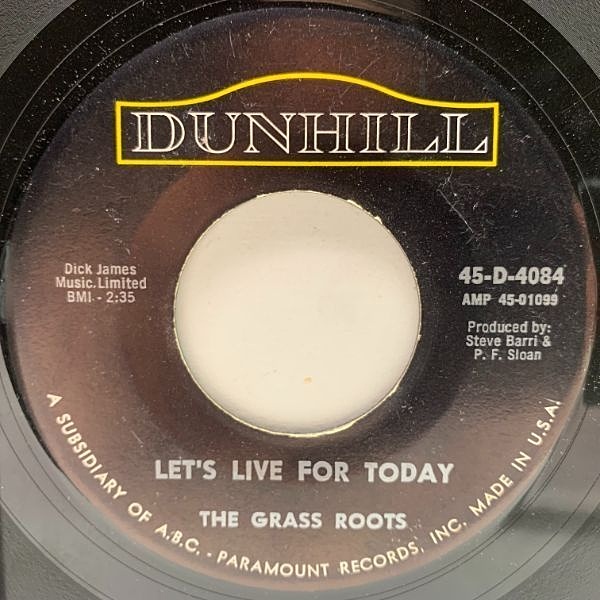 DUNHILL
Dick James
Music.Limited
BMI - 2:35
45-D-4084
AMP 45-01099
Produced by:
Steve Barri &
P. F. Sloan
LET'S LIVE FOR TODAY
THE GRASS ROOTS
A SUBSIDIARY OF A.B.C. - PARAMOUNT RECORDS, INC. MADE IN U.S.A.